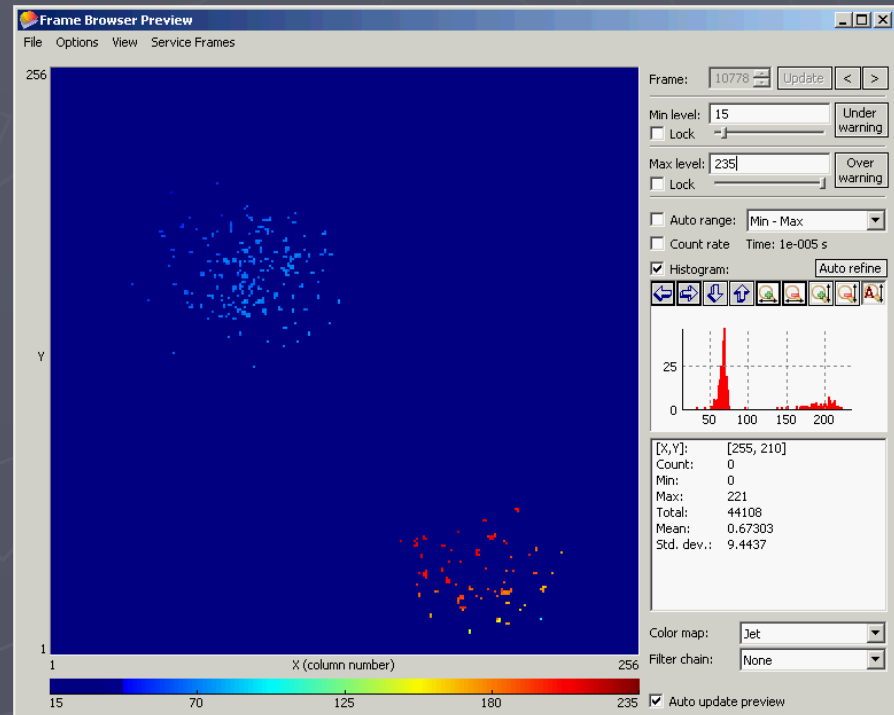 Frame Browser Preview
File Options View Service Frames
256
Y
1
1 X (column number) 256
15 70 125 180 235
Frame: 10778 Update < >
Min level: 15 Under warning
Lock
Max level: 235 Over warning
Lock
Auto range: Min - Max
Count rate Time: 1e-005 s
Histogram: Auto refine
A
25
0
50 100 150 200
[X,Y]: [255, 210]
Count: 0
Min: 0
Max: 221
Total: 44108
Mean: 0.67303
Std. dev.: 9.4437
Color map: Jet
Filter chain: None
Auto update preview